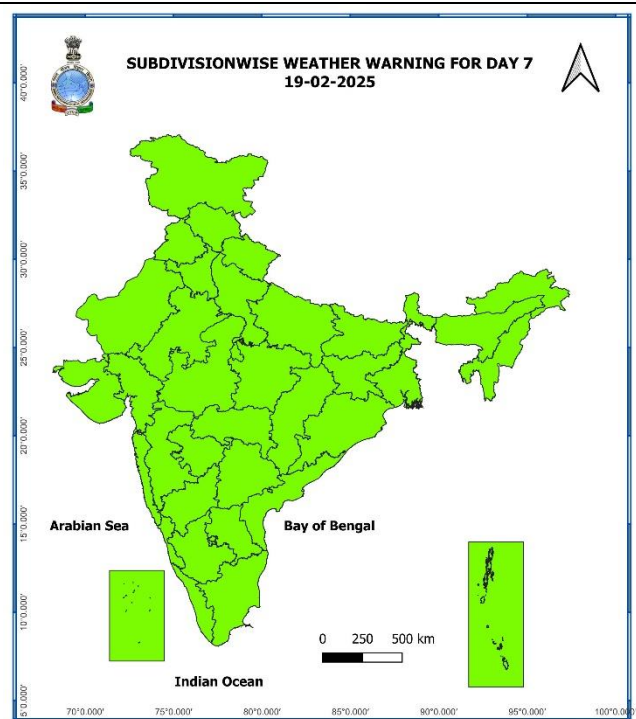 SUBDIVISIONWISE WEATHER WARNING FOR DAY 7
19-02-2025
40°0.000'
35°0.000'
30°0.000'
25°0.000'
20°0.000'
15°0.000'
10°0.000'
5°0.000'
Arabian Sea
Bay of Bengal
0 250 500 km
Indian Ocean
70°0.000' 75°0.000' 80°0.000' 85°0.000' 90°0.000' 95°0.000' 100°0.000'